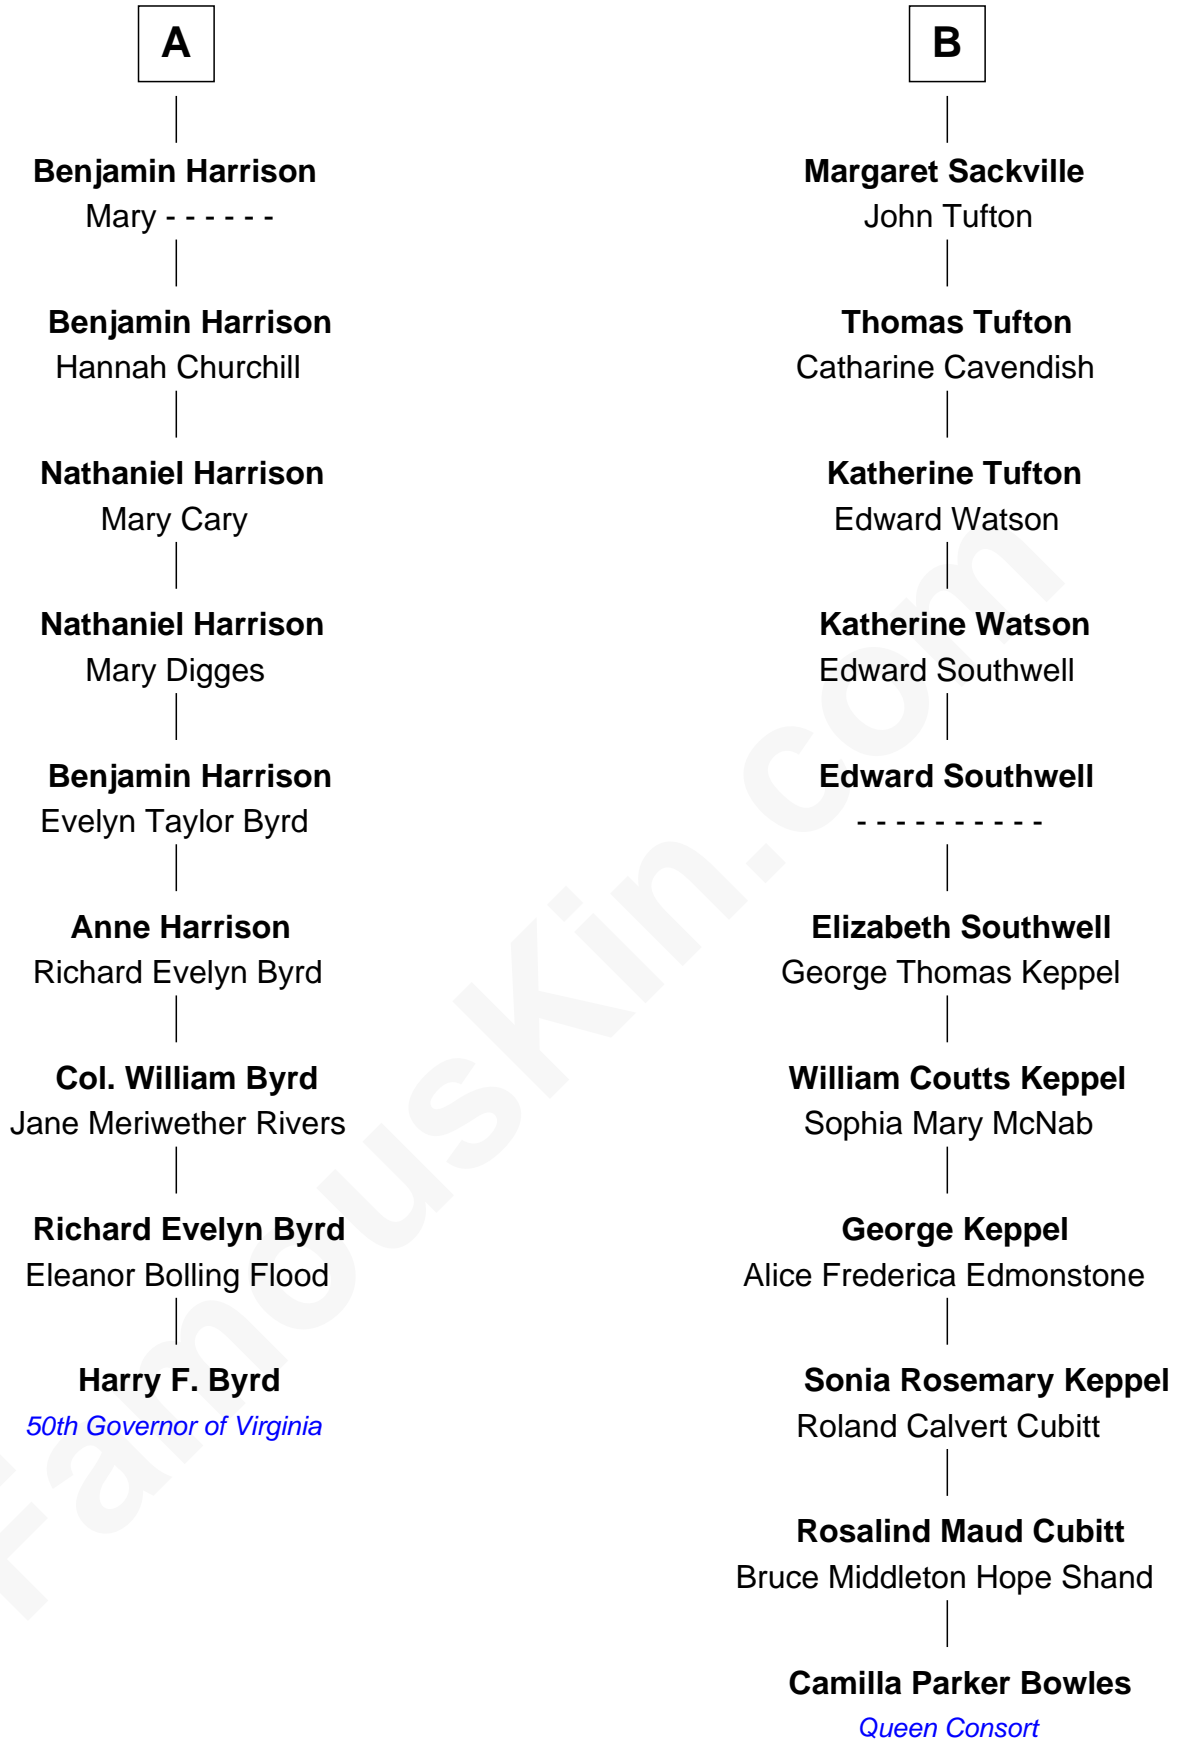 A
Benjamin Harrison
Mary - - - - - -
Benjamin Harrison
Hannah Churchill
Nathaniel Harrison
Mary Cary
Nathaniel Harrison
Mary Digges
Benjamin Harrison
Evelyn Taylor Byrd
Anne Harrison
Richard Evelyn Byrd
Col. William Byrd
Jane Meriwether Rivers
Richard Evelyn Byrd
Eleanor Bolling Flood
Harry F. Byrd
50th Governor of Virginia
B
Margaret Sackville
John Tufton
Thomas Tufton
Catharine Cavendish
Katherine Tufton
Edward Watson
Katherine Watson
Edward Southwell
Edward Southwell
- - - - - - - - - -
Elizabeth Southwell
George Thomas Keppel
William Coutts Keppel
Sophia Mary McNab
George Keppel
Alice Frederica Edmonstone
Sonia Rosemary Keppel
Roland Calvert Cubitt
Rosalind Maud Cubitt
Bruce Middleton Hope Shand
Camilla Parker Bowles
Queen Consort
FamousKin.com